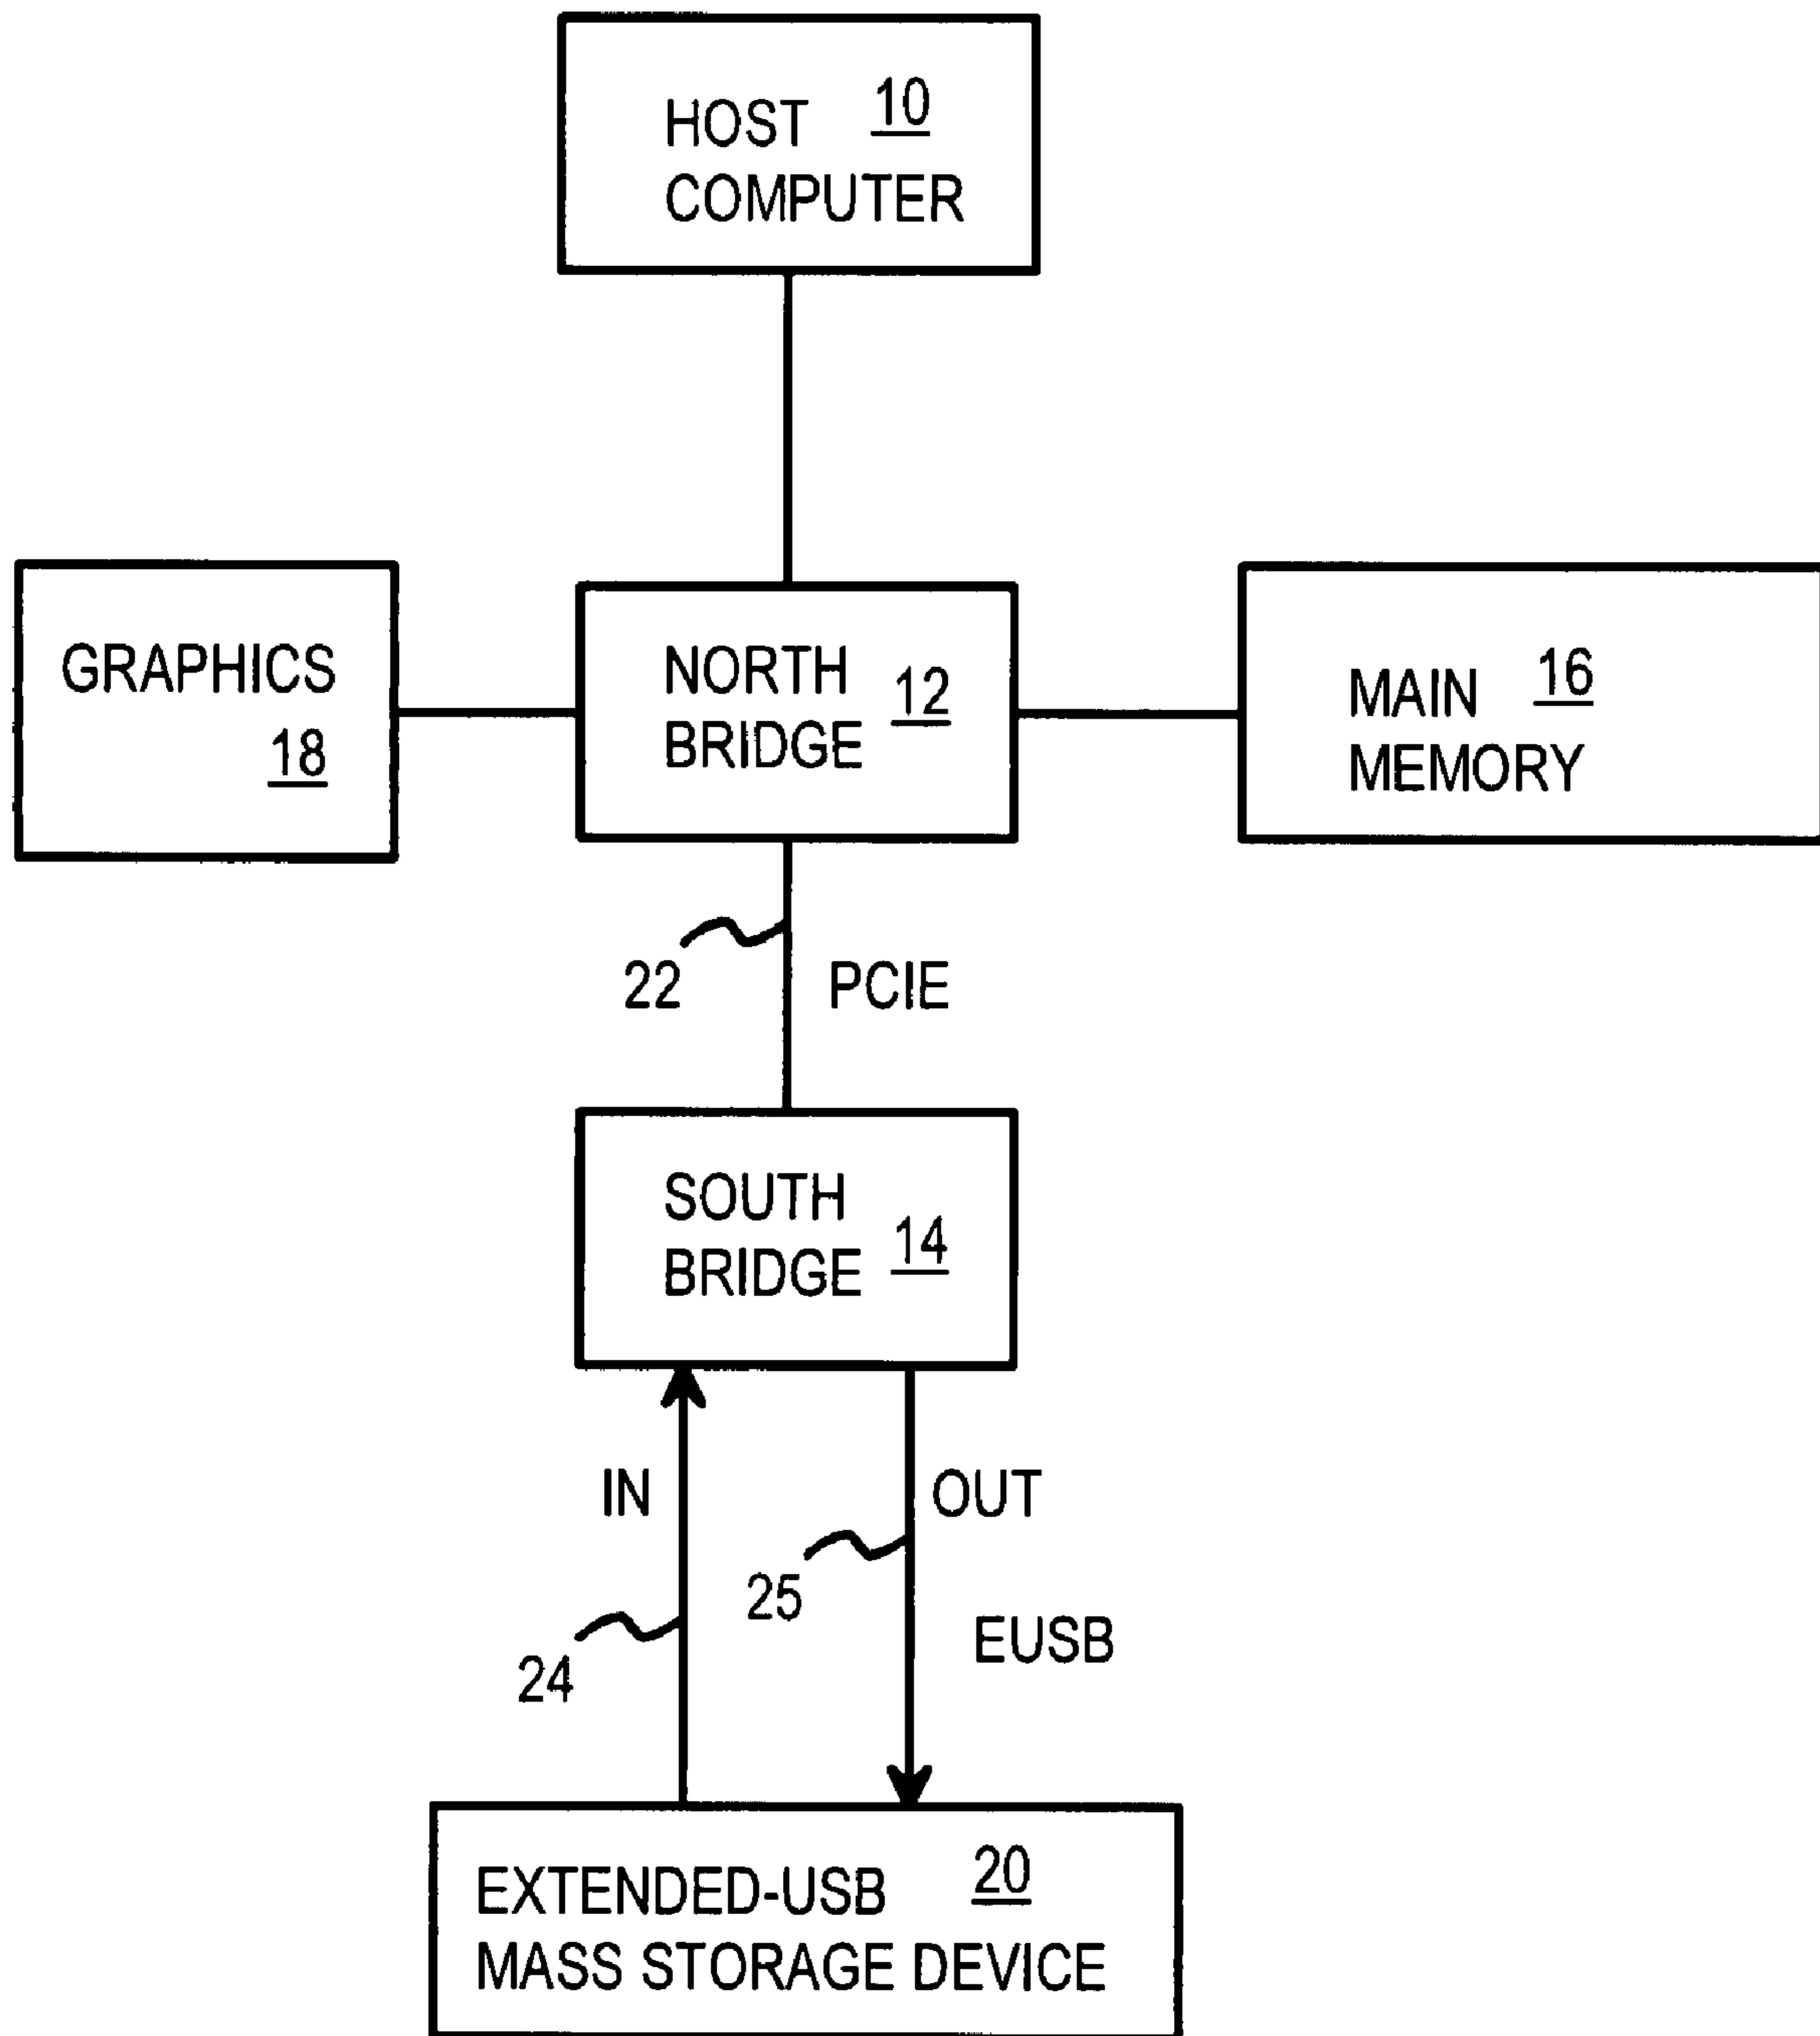 HOST 10
COMPUTER
GRAPHICS
18
NORTH
BRIDGE 12
MAIN 16
MEMORY
22 PCIE
SOUTH
BRIDGE 14
IN
OUT
25
24
EUSB
EXTENDED-USB 20
MASS STORAGE DEVICE